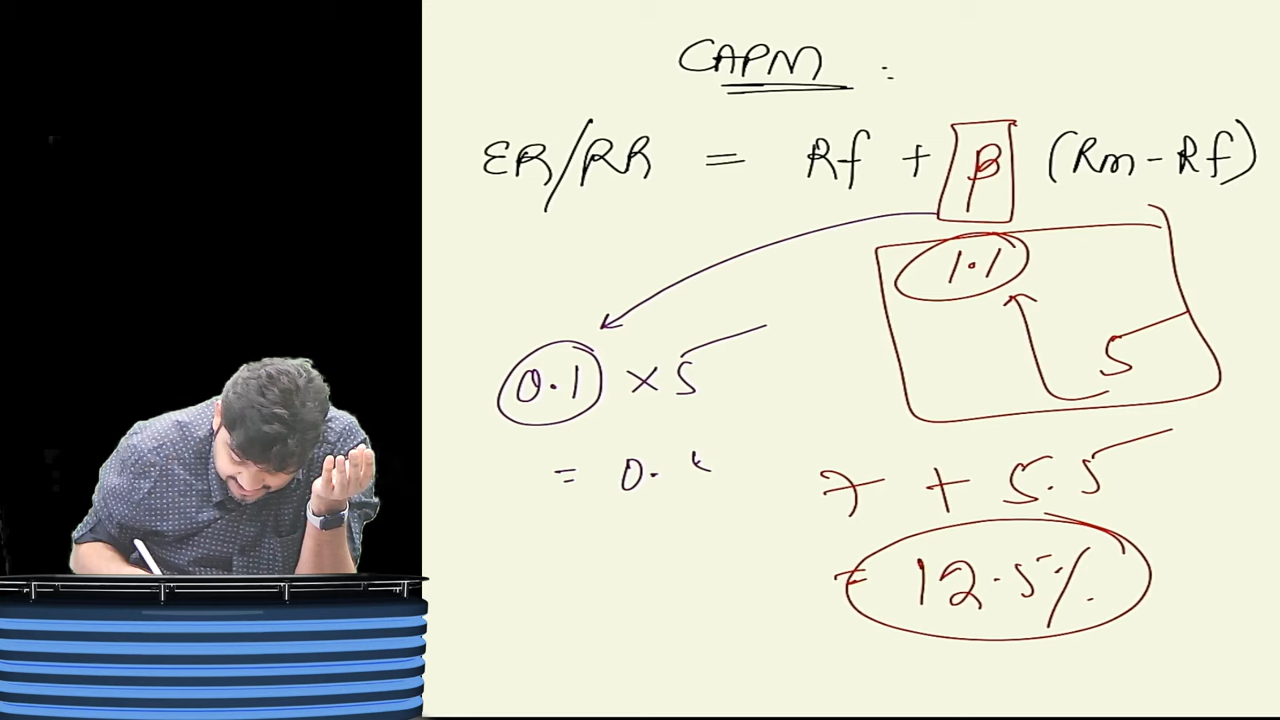 CAPM :
ER/RR = Rf + β (Rm - Rf)
1.1
5
0.1 × 5
= 0.
7 + 5.5
= 12.5%